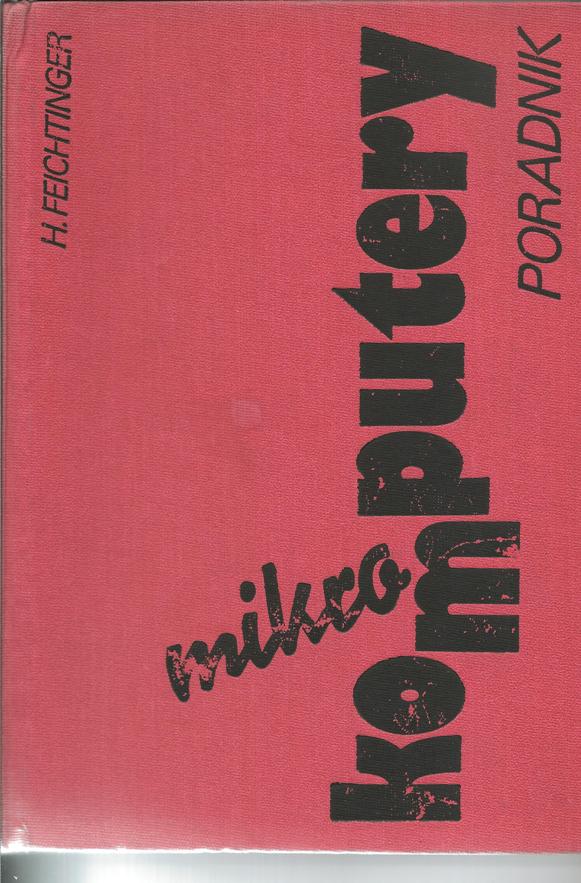 H. FEICHTINGER
mikro
komputery
PORADNIK